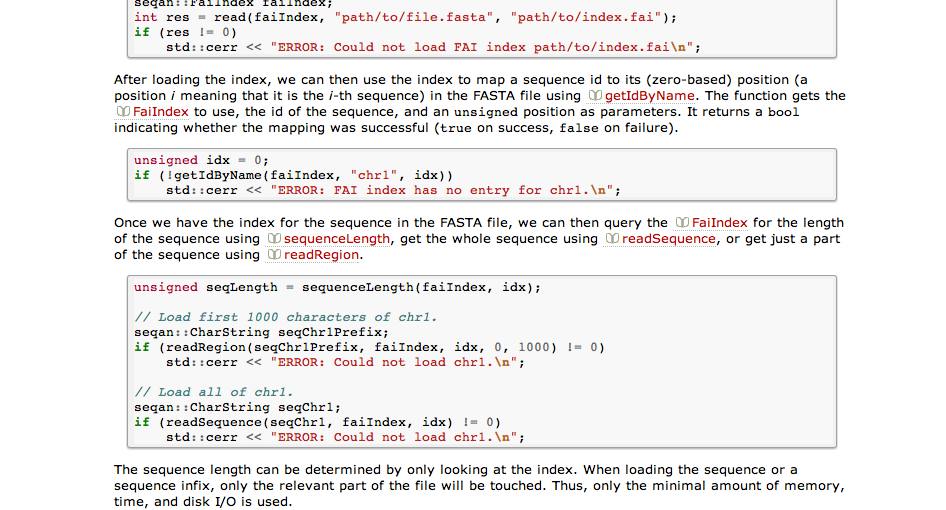 seqan::FaiIndex faiIndex;
int res = read(faiIndex, "path/to/file.fasta", "path/to/index.fai");
if (res != 0)
    std::cerr << "ERROR: Could not load FAI index path/to/index.fai\n";
After loading the index, we can then use the index to map a sequence id to its (zero-based) position (a
position i meaning that it is the i-th sequence) in the FASTA file using getIdByName. The function gets the
FaiIndex to use, the id of the sequence, and an unsigned position as parameters. It returns a bool
indicating whether the mapping was successful (true on success, false on failure).
unsigned idx = 0;
if (!getIdByName(faiIndex, "chr1", idx))
    std::cerr << "ERROR: FAI index has no entry for chr1.\n";
Once we have the index for the sequence in the FASTA file, we can then query the FaiIndex for the length
of the sequence using sequenceLength, get the whole sequence using readSequence, or get just a part
of the sequence using readRegion.
unsigned seqLength = sequenceLength(faiIndex, idx);
// Load first 1000 characters of chr1.
seqan::CharString seqChr1Prefix;
if (readRegion(seqChr1Prefix, faiIndex, idx, 0, 1000) != 0)
    std::cerr << "ERROR: Could not load chr1.\n";
// Load all of chr1.
seqan::CharString seqChr1;
if (readSequence(seqChr1, faiIndex, idx) != 0)
    std::cerr << "ERROR: Could not load chr1.\n";
The sequence length can be determined by only looking at the index. When loading the sequence or a
sequence infix, only the relevant part of the file will be touched. Thus, only the minimal amount of memory,
time, and disk I/O is used.